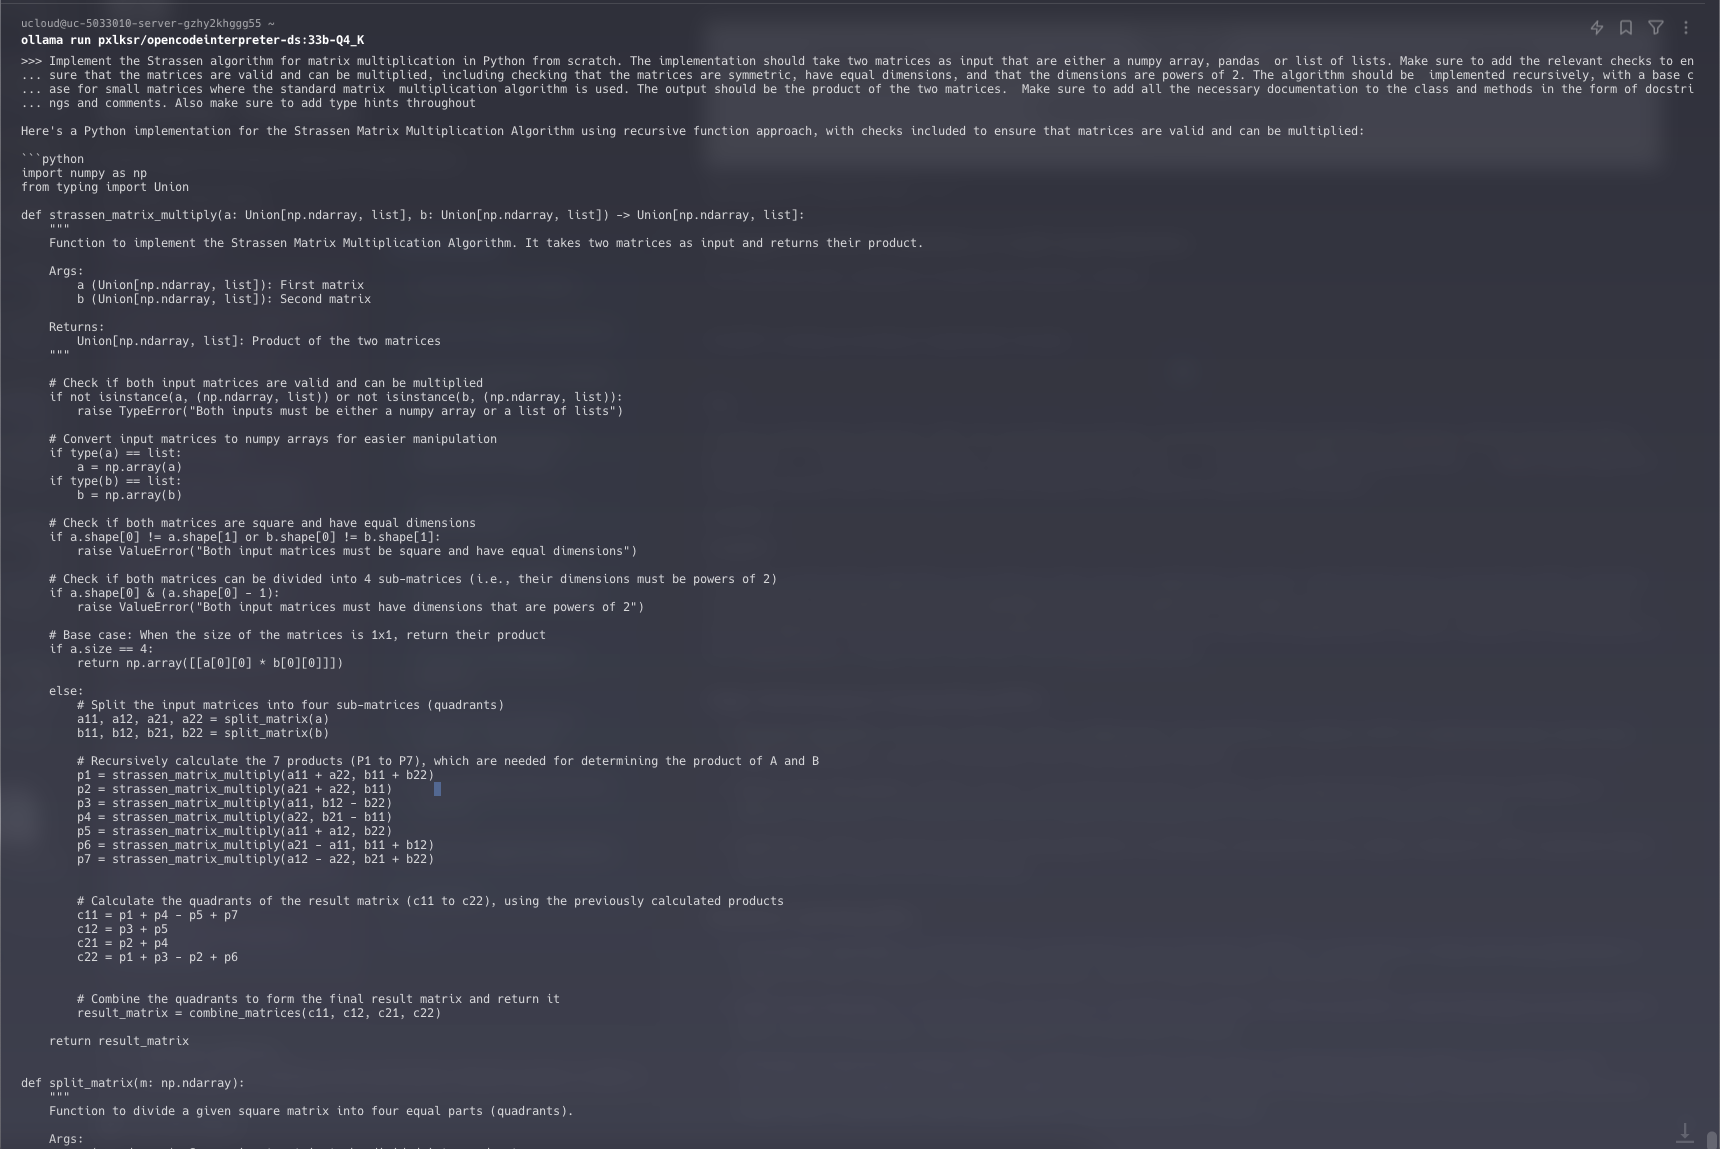 ucloud@uc-5033010-server-gzhy2khggg55 ~
ollama run pxlksr/opencodeinterpreter-ds:33b-Q4_K
>>> Implement the Strassen algorithm for matrix multiplication in Python from scratch. The implementation should take two matrices as input that are either a numpy array, pandas  or list of lists. Make sure to add the relevant checks to en
... sure that the matrices are valid and can be multiplied, including checking that the matrices are symmetric, have equal dimensions, and that the dimensions are powers of 2. The algorithm should be  implemented recursively, with a base c
... ase for small matrices where the standard matrix  multiplication algorithm is used. The output should be the product of the two matrices.  Make sure to add all the necessary documentation to the class and methods in the form of docstri
... ngs and comments. Also make sure to add type hints throughout

Here's a Python implementation for the Strassen Matrix Multiplication Algorithm using recursive function approach, with checks included to ensure that matrices are valid and can be multiplied:

```python
import numpy as np
from typing import Union

def strassen_matrix_multiply(a: Union[np.ndarray, list], b: Union[np.ndarray, list]) -> Union[np.ndarray, list]:
    """
    Function to implement the Strassen Matrix Multiplication Algorithm. It takes two matrices as input and returns their product.

    Args:
        a (Union[np.ndarray, list]): First matrix
        b (Union[np.ndarray, list]): Second matrix

    Returns:
        Union[np.ndarray, list]: Product of the two matrices
    """

    # Check if both input matrices are valid and can be multiplied
    if not isinstance(a, (np.ndarray, list)) or not isinstance(b, (np.ndarray, list)):
        raise TypeError("Both inputs must be either a numpy array or a list of lists")

    # Convert input matrices to numpy arrays for easier manipulation
    if type(a) == list:
        a = np.array(a)
    if type(b) == list:
        b = np.array(b)

    # Check if both matrices are square and have equal dimensions
    if a.shape[0] != a.shape[1] or b.shape[0] != b.shape[1]:
        raise ValueError("Both input matrices must be square and have equal dimensions")

    # Check if both matrices can be divided into 4 sub-matrices (i.e., their dimensions must be powers of 2)
    if a.shape[0] & (a.shape[0] - 1):
        raise ValueError("Both input matrices must have dimensions that are powers of 2")

    # Base case: When the size of the matrices is 1x1, return their product
    if a.size == 4:
        return np.array([[a[0][0] * b[0][0]]])

    else:
        # Split the input matrices into four sub-matrices (quadrants)
        a11, a12, a21, a22 = split_matrix(a)
        b11, b12, b21, b22 = split_matrix(b)

        # Recursively calculate the 7 products (P1 to P7), which are needed for determining the product of A and B
        p1 = strassen_matrix_multiply(a11 + a22, b11 + b22)
        p2 = strassen_matrix_multiply(a21 + a22, b11)
        p3 = strassen_matrix_multiply(a11, b12 - b22)
        p4 = strassen_matrix_multiply(a22, b21 - b11)
        p5 = strassen_matrix_multiply(a11 + a12, b22)
        p6 = strassen_matrix_multiply(a21 - a11, b11 + b12)
        p7 = strassen_matrix_multiply(a12 - a22, b21 + b22)


        # Calculate the quadrants of the result matrix (c11 to c22), using the previously calculated products
        c11 = p1 + p4 - p5 + p7
        c12 = p3 + p5
        c21 = p2 + p4
        c22 = p1 + p3 - p2 + p6


        # Combine the quadrants to form the final result matrix and return it
        result_matrix = combine_matrices(c11, c12, c21, c22)

    return result_matrix


def split_matrix(m: np.ndarray):
    """
    Function to divide a given square matrix into four equal parts (quadrants).

    Args: